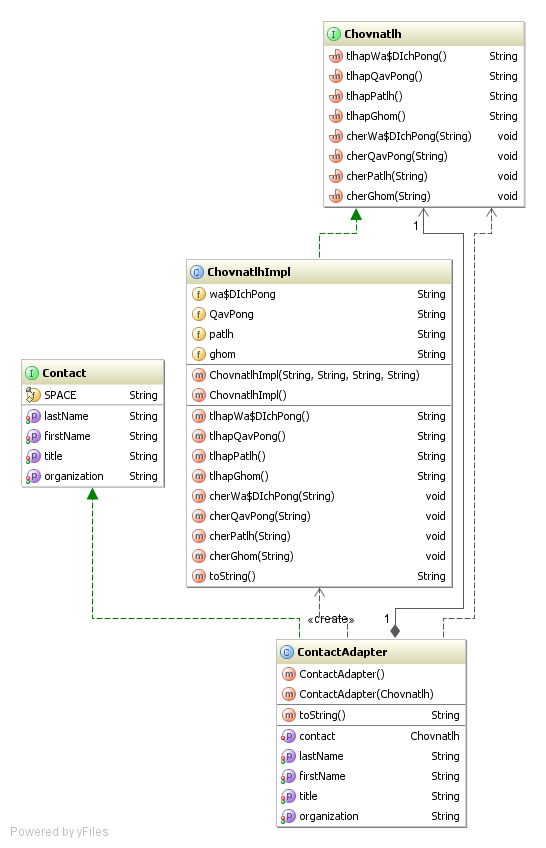 I Chovnatlh
m tlhapWa$DIchPong() String
m tlhapQavPong() String
m tlhapPatlh() String
m tlhapGhom() String
m cherWa$DIchPong(String) void
m cherQavPong(String) void
m cherPatlh(String) void
m cherGhom(String) void
1
C ChovnatlhImpl
f wa$DIchPong String
f QavPong String
f patlh String
f ghom String
m ChovnatlhImpl(String, String, String, String)
m ChovnatlhImpl()
m tlhapWa$DIchPong() String
m tlhapQavPong() String
m tlhapPatlh() String
m tlhapGhom() String
m cherWa$DIchPong(String) void
m cherQavPong(String) void
m cherPatlh(String) void
m cherGhom(String) void
m toString() String
I Contact
f SPACE String
p lastName String
p firstName String
p title String
p organization String
«create» 1
C ContactAdapter
m ContactAdapter()
m ContactAdapter(Chovnatlh)
m toString() String
p contact Chovnatlh
p lastName String
p firstName String
p title String
p organization String
Powered by yFiles